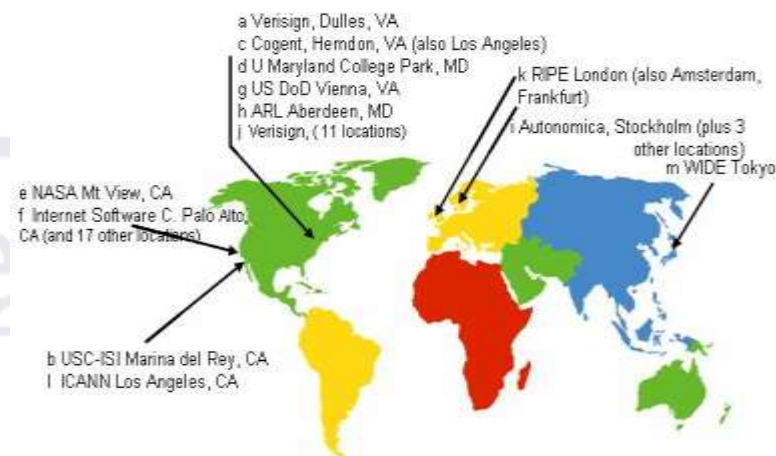 a Verisign, Dulles, VA
c Cogent, Herndon, VA (also Los Angeles)
d U Maryland College Park, MD
g US DoD Vienna, VA
h ARL Aberdeen, MD
j Verisign, (11 locations)
k RIPE London (also Amsterdam,
Frankfurt)
i Autonomica, Stockholm (plus 3
other locations)
m WIDE Tokyo
e NASA Mt View, CA
f Internet Software C. Palo Alto,
CA (and 17 other locations)
b USC-ISI Marina del Rey, CA
l ICANN Los Angeles, CA